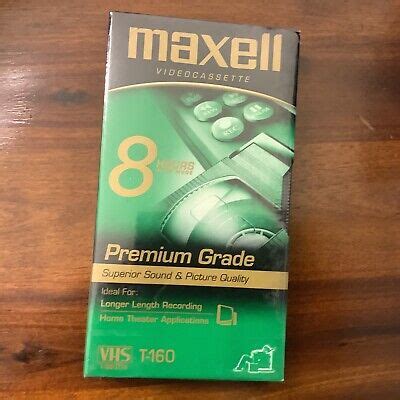 maxell
VIDEOCASSETTE
REC
8
HOURS
Premium Grade
Superior Sound & Picture Quality
Ideal For:
Longer Length Recording
Home Theater Applications
VHS T-160